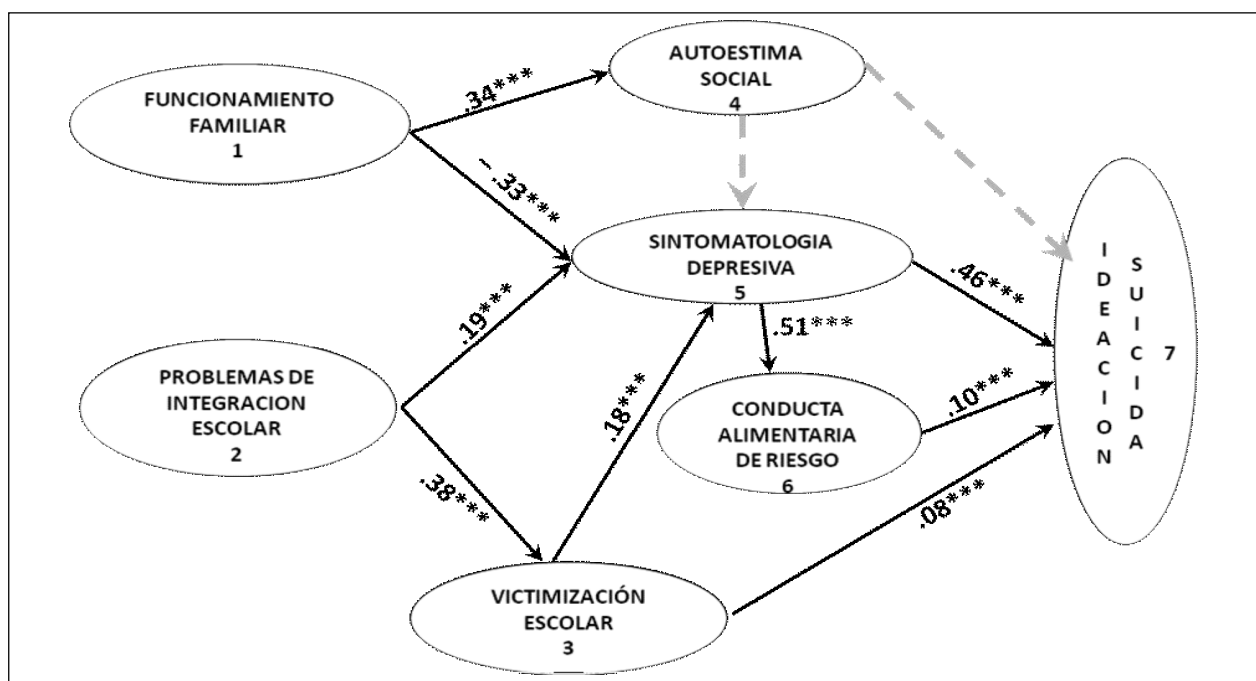 AUTOESTIMA
SOCIAL
4
FUNCIONAMIENTO
FAMILIAR
1
.34***
– .33***
SINTOMATOLOGIA
DEPRESIVA
5
.19***
.46***
.51***
IDEACION
SUICIDA
7
PROBLEMAS DE
INTEGRACION
ESCOLAR
2
.18***
CONDUCTA
ALIMENTARIA
DE RIESGO
6
.10***
.38***
.08***
VICTIMIZACIÓN
ESCOLAR
3